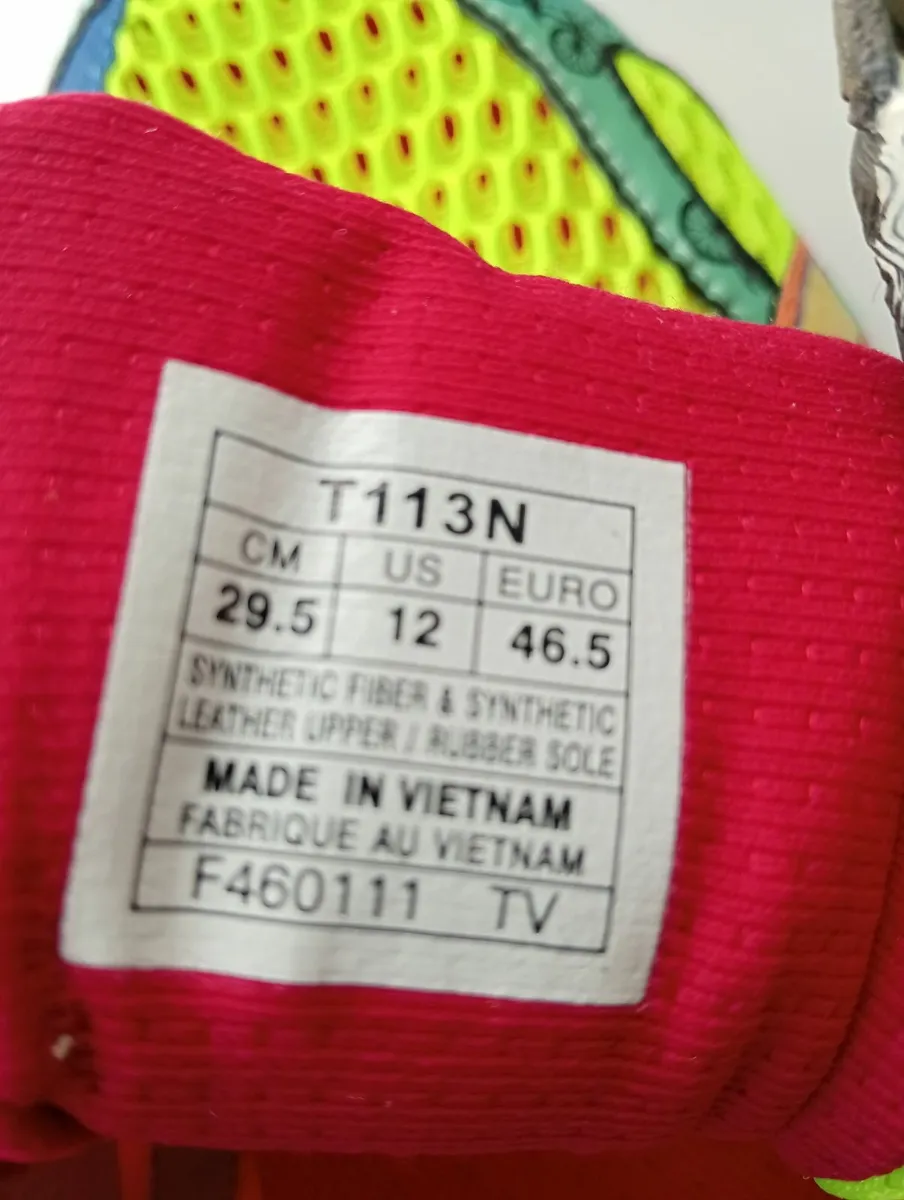 T113N
CM US EURO
29.5 12 46.5
SYNTHETIC FIBER & SYNTHETIC
LEATHER UPPER / RUBBER SOLE
MADE IN VIETNAM
FABRIQUE AU VIETNAM
F460111 TV